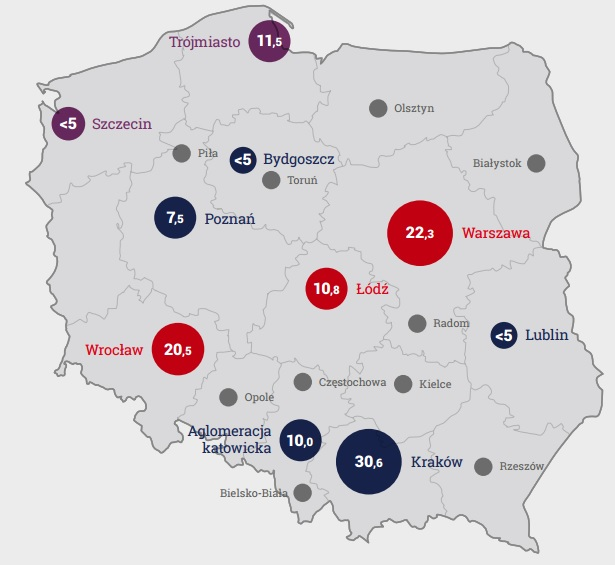 Trójmiasto
11,5
Olsztyn
<5
Szczecin
Piła
<5
Bydgoszcz
Białystok
Toruń
7,5
Poznań
22,3
Warszawa
10,8
Łódź
Radom
<5
Lublin
Wrocław
20,5
Częstochowa
Kielce
Opole
Aglomeracja
katowicka
10,0
30,6
Kraków
Rzeszów
Bielsko-Biała